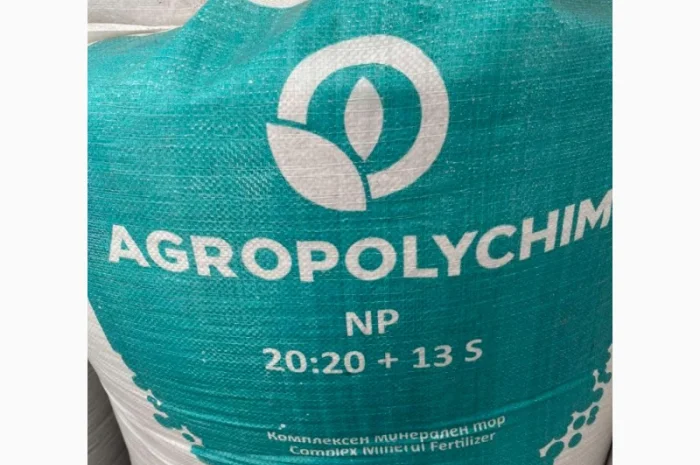 AGROPOLYCHIM
NP
20:20 + 13 S
Комплексен минерален тор
Complex Mineral Fertilizer